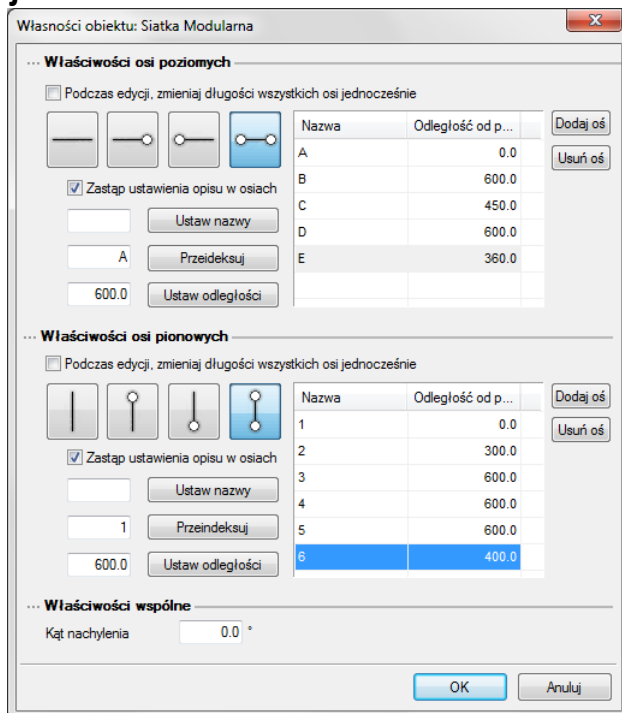 Własności obiektu: Siatka Modularna
Właściwości osi poziomych
Podczas edycji, zmieniaj długości wszystkich osi jednocześnie
Nazwa Odległość od p... Dodaj oś
A 0.0 Usuń oś
B 600.0
Zastąp ustawienia opisu w osiach
C 450.0
Ustaw nazwy
D 600.0
A Przeideksuj E 360.0
600.0 Ustaw odległości
Właściwości osi pionowych
Podczas edycji, zmieniaj długości wszystkich osi jednocześnie
Nazwa Odległość od p... Dodaj oś
1 0.0 Usuń oś
2 300.0
Zastąp ustawienia opisu w osiach
3 600.0
Ustaw nazwy
4 600.0
1 Przeindeksuj 5 600.0
600.0 Ustaw odległości 6 400.0
Właściwości wspólne
Kąt nachylenia 0.0 °
OK Anuluj